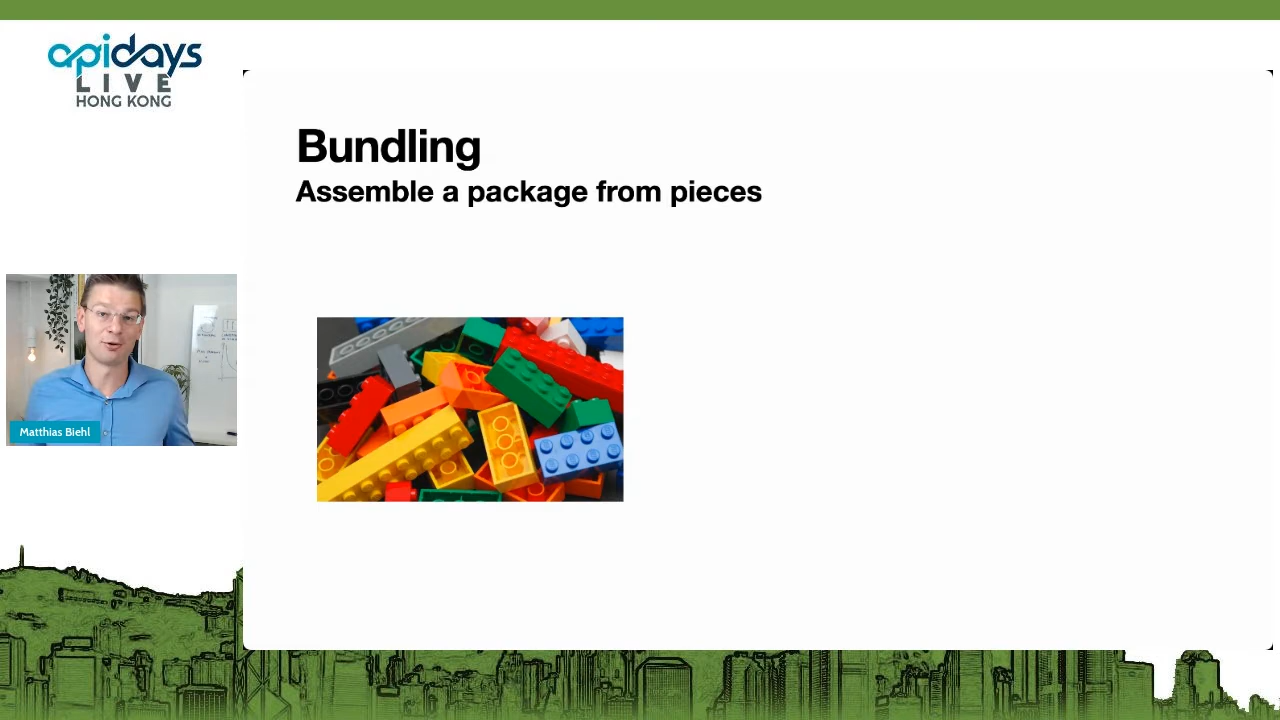 apidays
LIVE
HONG KONG
Bundling
Assemble a package from pieces
Matthias Biehl